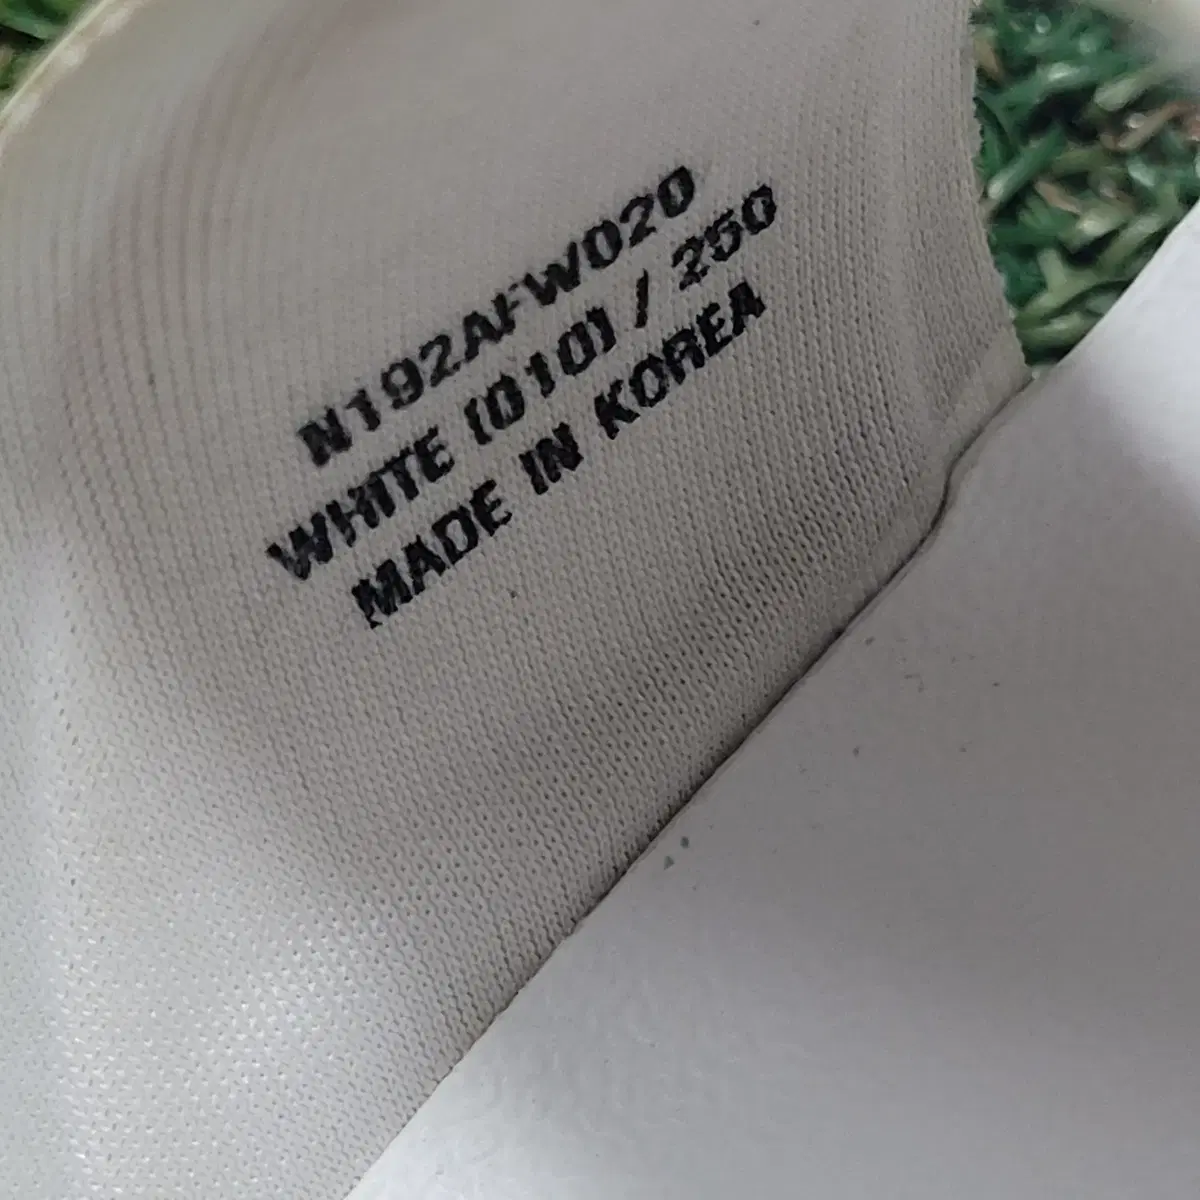 N192AFW020
WHITE (010) / 250
MADE IN KOREA